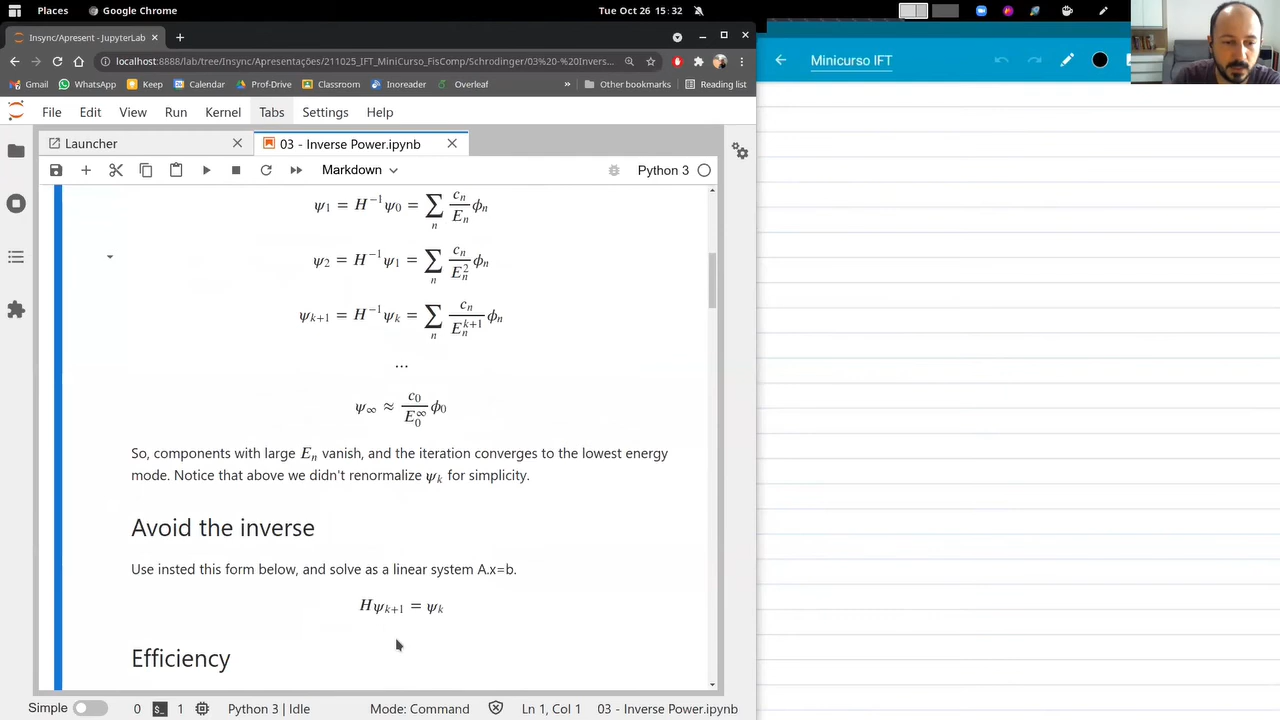 Places
Google Chrome
Tue Oct 26 15:32
Insync/Apresent - JupyterLab
localhost:8888/lab/tree/Insync/Apresentações/211025_IFT_MiniCurso_FisComp/Schrodinger/03%20-%20Invers...
Gmail WhatsApp Keep Calendar Prof-Drive Classroom Inoreader Overleaf » Other bookmarks Reading list
Minicurso IFT
File Edit View Run Kernel Tabs Settings Help
Launcher
03 - Inverse Power.ipynb
Markdown
Python 3
ψ₁ = H⁻¹ψ₀ = ∑ₙ cₙ/Eₙ ϕₙ
ψ₂ = H⁻¹ψ₁ = ∑ₙ cₙ/Eₙ² ϕₙ
ψₖ₊₁ = H⁻¹ψₖ = ∑ₙ cₙ/Eₙᵏ⁺¹ ϕₙ
...
ψ∞ ≈ c₀/E₀^∞ ϕ₀
So, components with large Eₙ vanish, and the iteration converges to the lowest energy
mode. Notice that above we didn't renormalize ψₖ for simplicity.
Avoid the inverse
Use insted this form below, and solve as a linear system A.x=b.
Hψₖ₊₁ = ψₖ
Efficiency
Simple 0 1 Python 3 | Idle Mode: Command Ln 1, Col 1 03 - Inverse Power.ipynb